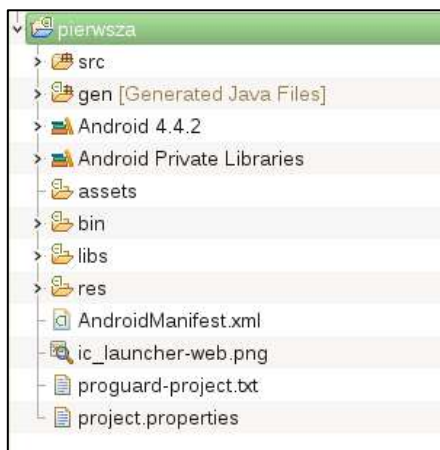 pierwsza
src
gen [Generated Java Files]
Android 4.4.2
Android Private Libraries
assets
bin
libs
res
AndroidManifest.xml
ic_launcher-web.png
proguard-project.txt
project.properties